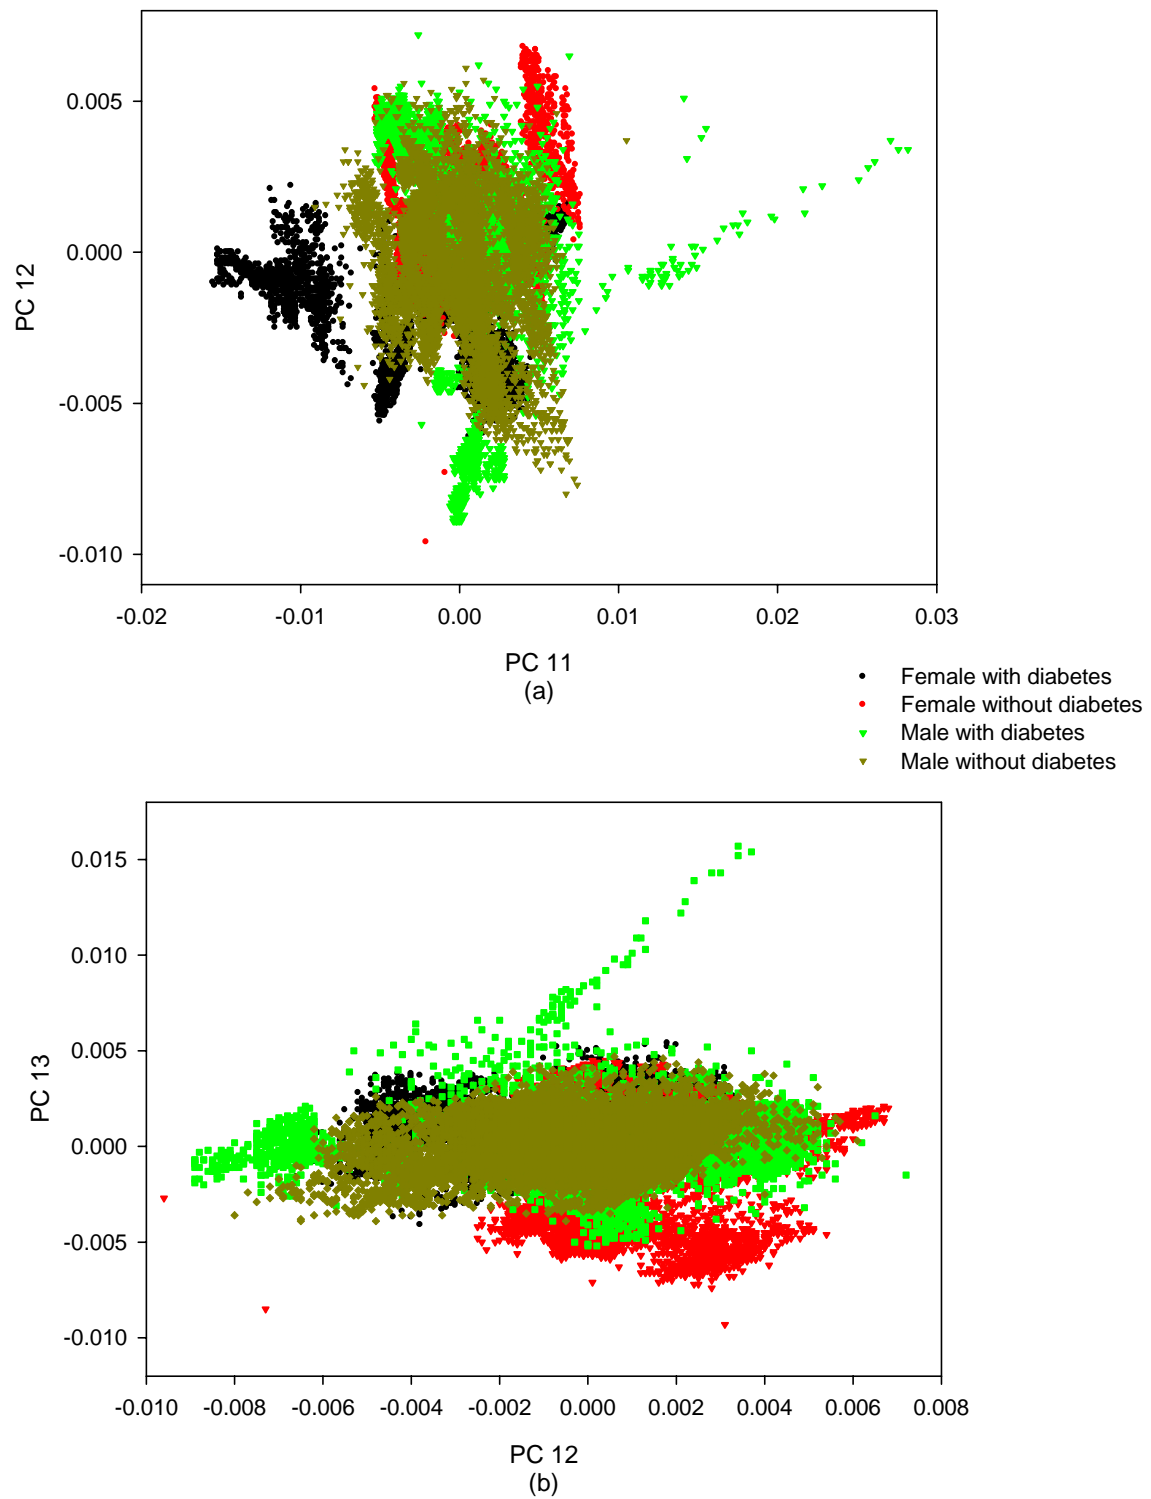 0.005
0.000
-0.005
-0.010
PC 12
-0.02 -0.01 0.00 0.01 0.02 0.03
PC 11
(a)
Female with diabetes
Female without diabetes
Male with diabetes
Male without diabetes
0.015
0.010
0.005
0.000
-0.005
-0.010
PC 13
-0.010 -0.008 -0.006 -0.004 -0.002 0.000 0.002 0.004 0.006 0.008
PC 12
(b)